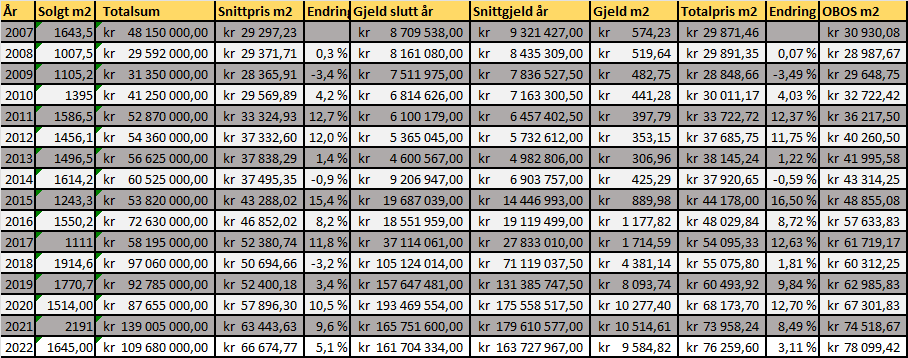 År Solgt m2 Totalsum Snittpris m2 Endring Gjeld slutt år Snittgjeld år Gjeld m2 Totalpris m2 Endring OBOS m2
2007 1643,5 kr 48 150 000,00 kr 29 297,23 kr 8 709 538,00 kr 9 321 427,00 kr 574,23 kr 29 871,46 kr 30 930,08
2008 1007,5 kr 29 592 000,00 kr 29 371,71 0,3 % kr 8 161 080,00 kr 8 435 309,00 kr 519,64 kr 29 891,35 0,07 % kr 28 987,67
2009 1105,2 kr 31 350 000,00 kr 28 365,91 -3,4 % kr 7 511 975,00 kr 7 836 527,50 kr 482,75 kr 28 848,66 -3,49 % kr 29 648,75
2010 1395 kr 41 250 000,00 kr 29 569,89 4,2 % kr 6 814 626,00 kr 7 163 300,50 kr 441,28 kr 30 011,17 4,03 % kr 32 722,42
2011 1586,5 kr 52 870 000,00 kr 33 324,93 12,7 % kr 6 100 179,00 kr 6 457 402,50 kr 397,79 kr 33 722,72 12,37 % kr 36 217,50
2012 1456,1 kr 54 360 000,00 kr 37 332,60 12,0 % kr 5 365 045,00 kr 5 732 612,00 kr 353,15 kr 37 685,75 11,75 % kr 40 260,50
2013 1496,5 kr 56 625 000,00 kr 37 838,29 1,4 % kr 4 600 567,00 kr 4 982 806,00 kr 306,96 kr 38 145,24 1,22 % kr 41 995,58
2014 1614,2 kr 60 525 000,00 kr 37 495,35 -0,9 % kr 9 206 947,00 kr 6 903 757,00 kr 425,29 kr 37 920,65 -0,59 % kr 43 314,25
2015 1243,3 kr 53 820 000,00 kr 43 288,02 15,4 % kr 19 687 039,00 kr 14 446 993,00 kr 889,98 kr 44 178,00 16,50 % kr 48 855,08
2016 1550,2 kr 72 630 000,00 kr 46 852,02 8,2 % kr 18 551 959,00 kr 19 119 499,00 kr 1 177,82 kr 48 029,84 8,72 % kr 57 633,83
2017 1111 kr 58 195 000,00 kr 52 380,74 11,8 % kr 37 114 061,00 kr 27 833 010,00 kr 1 714,59 kr 54 095,33 12,63 % kr 61 719,17
2018 1914,6 kr 97 060 000,00 kr 50 694,66 -3,2 % kr 105 124 014,00 kr 71 119 037,50 kr 4 381,14 kr 55 075,80 1,81 % kr 60 312,25
2019 1770,7 kr 92 785 000,00 kr 52 400,18 3,4 % kr 157 647 481,00 kr 131 385 747,50 kr 8 093,74 kr 60 493,92 9,84 % kr 62 985,83
2020 1514,00 kr 87 655 000,00 kr 57 896,30 10,5 % kr 193 469 554,00 kr 175 558 517,50 kr 10 277,40 kr 68 173,70 12,70 % kr 67 301,83
2021 2191 kr 139 005 000,00 kr 63 443,63 9,6 % kr 165 751 600,00 kr 179 610 577,00 kr 10 514,61 kr 73 958,24 8,49 % kr 74 518,67
2022 1645,00 kr 109 680 000,00 kr 66 674,77 5,1 % kr 161 704 334,00 kr 163 727 967,00 kr 9 584,82 kr 76 259,60 3,11 % kr 78 099,42